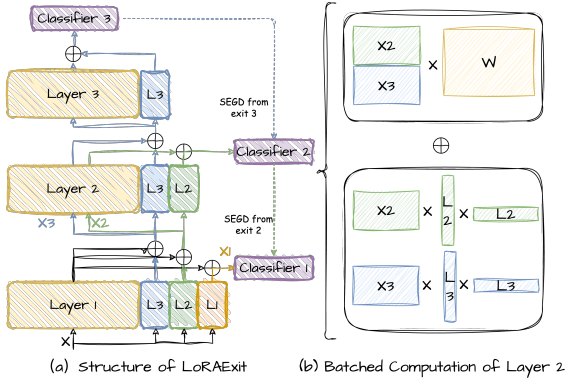 Classifier 3
Layer 3
L3
SEGD from
exit 3
Classifier 2
Layer 2
L3
L2
X3
X2
SEGD from
exit 2
X1
Classifier 1
Layer 1
L3
L2
L1
X
(a) Structure of LoRAExit
X2
X3
X
W
X2
X
L
2
X
L2
X3
X
L
3
X
L3
(b) Batched Computation of Layer 2